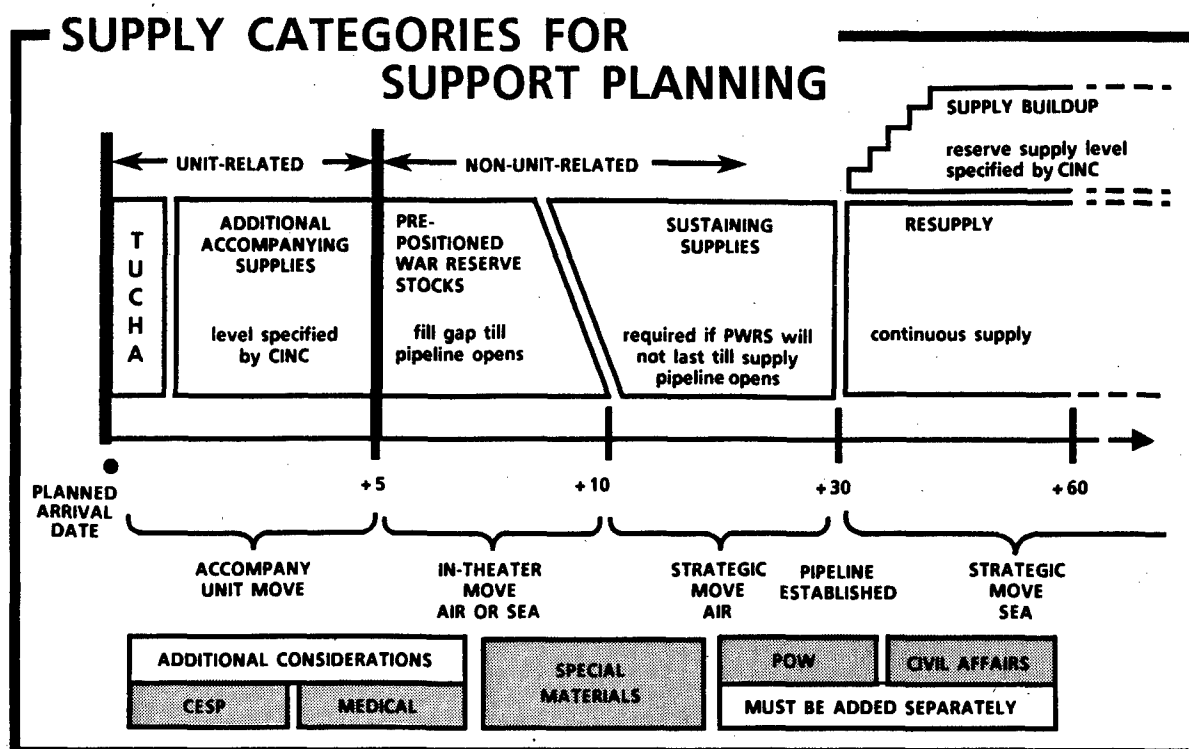 SUPPLY CATEGORIES FOR
SUPPORT PLANNING
SUPPLY BUILDUP
reserve supply level
specified by CINC
UNIT-RELATED
NON-UNIT-RELATED
TUCHA
ADDITIONAL
ACCOMPANYING
SUPPLIES
level specified
by CINC
PRE-
POSITIONED
WAR RESERVE
STOCKS
fill gap till
pipeline opens
SUSTAINING
SUPPLIES
required if PWRS will
not last till supply
pipeline opens
RESUPPLY
continuous supply
PLANNED
ARRIVAL
DATE
+5
+10
+30
+60
ACCOMPANY
UNIT MOVE
IN-THEATER
MOVE
AIR OR SEA
STRATEGIC
MOVE
AIR
PIPELINE
ESTABLISHED
STRATEGIC
MOVE
SEA
ADDITIONAL CONSIDERATIONS
CESP
MEDICAL
SPECIAL
MATERIALS
POW
CIVIL AFFAIRS
MUST BE ADDED SEPARATELY